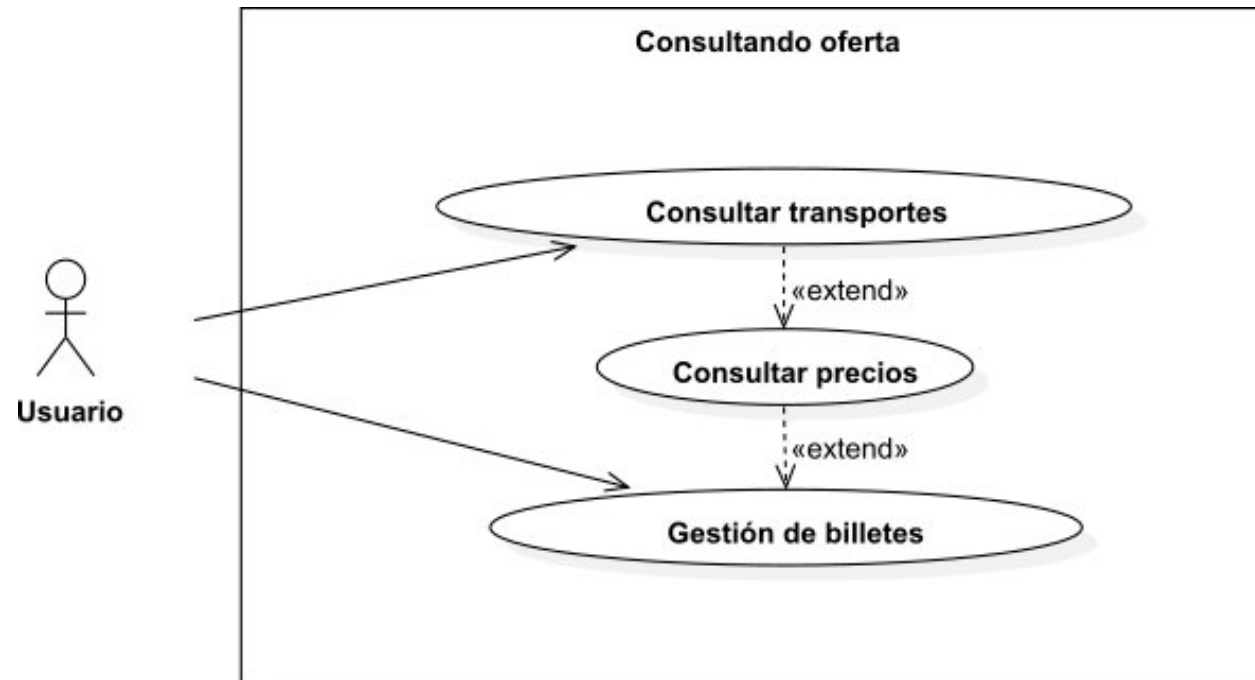 Consultando oferta
Consultar transportes
«extend»
Consultar precios
Usuario
«extend»
Gestión de billetes